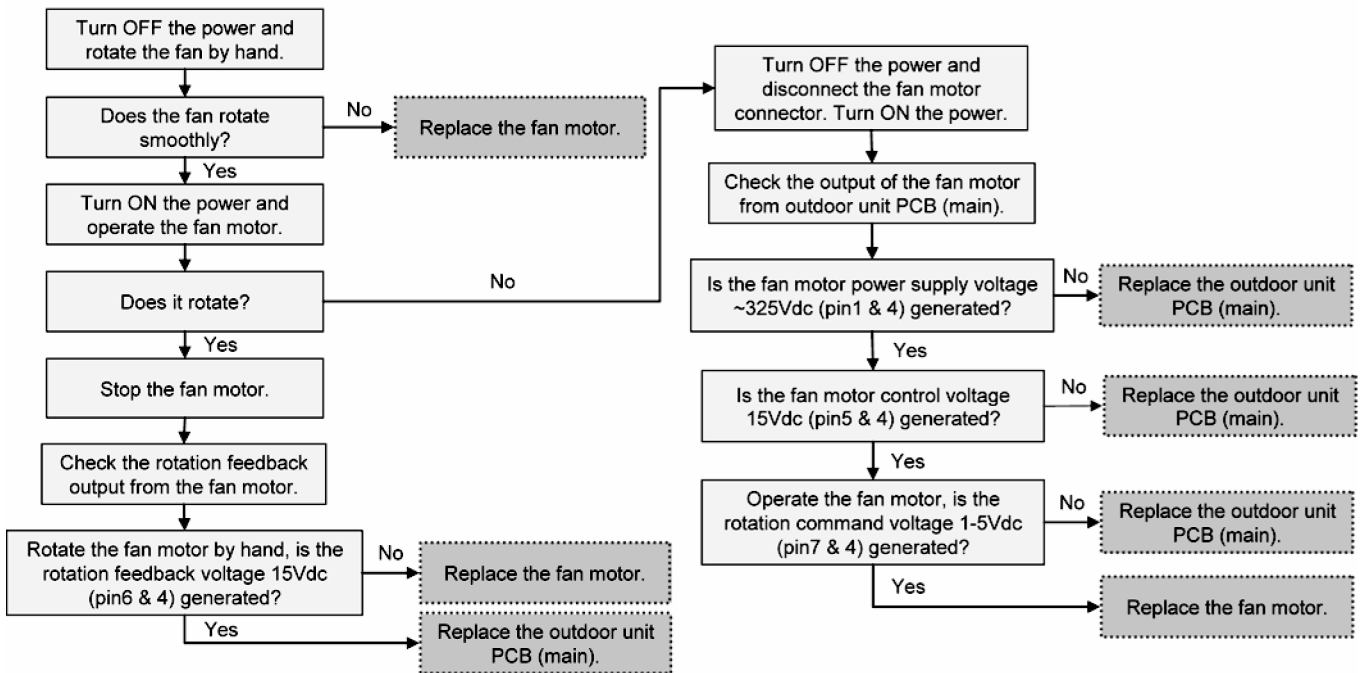 Turn OFF the power and
rotate the fan by hand.
Does the fan rotate
smoothly?
No
Replace the fan motor.
Yes
Turn ON the power and
operate the fan motor.
Does it rotate?
No
Yes
Stop the fan motor.
Check the rotation feedback
output from the fan motor.
Rotate the fan motor by hand, is the
rotation feedback voltage 15Vdc
(pin6 & 4) generated?
No
Replace the fan motor.
Yes
Replace the outdoor unit
PCB (main).
Turn OFF the power and
disconnect the fan motor
connector. Turn ON the power.
Check the output of the fan motor
from outdoor unit PCB (main).
Is the fan motor power supply voltage
~325Vdc (pin1 & 4) generated?
No
Replace the outdoor unit
PCB (main).
Yes
Is the fan motor control voltage
15Vdc (pin5 & 4) generated?
No
Replace the outdoor unit
PCB (main).
Yes
Operate the fan motor, is the
rotation command voltage 1-5Vdc
(pin7 & 4) generated?
No
Replace the outdoor unit
PCB (main).
Yes
Replace the fan motor.